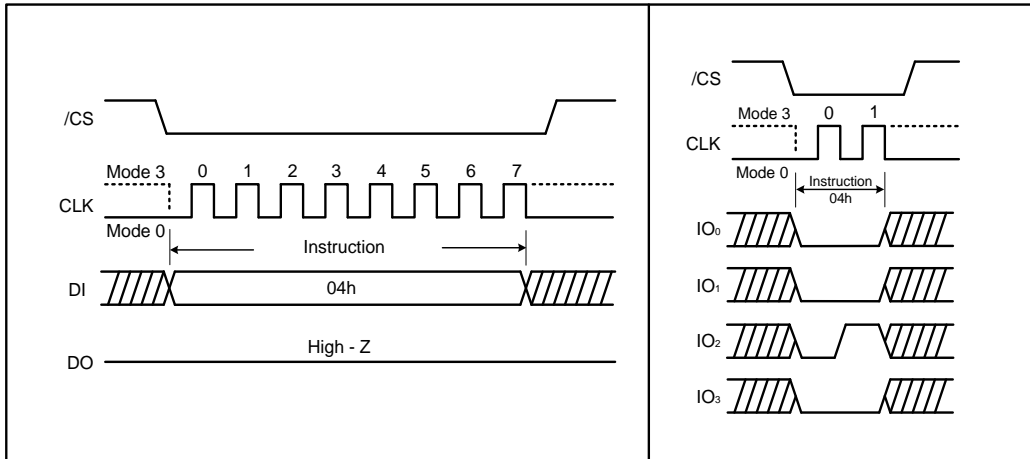 /CS
Mode 3 0 1 2 3 4 5 6 7
CLK
Mode 0
Instruction
DI 04h
High - Z
DO
/CS
Mode 3 0 1
CLK
Mode 0
Instruction
04h
IO₀
IO₁
IO₂
IO₃